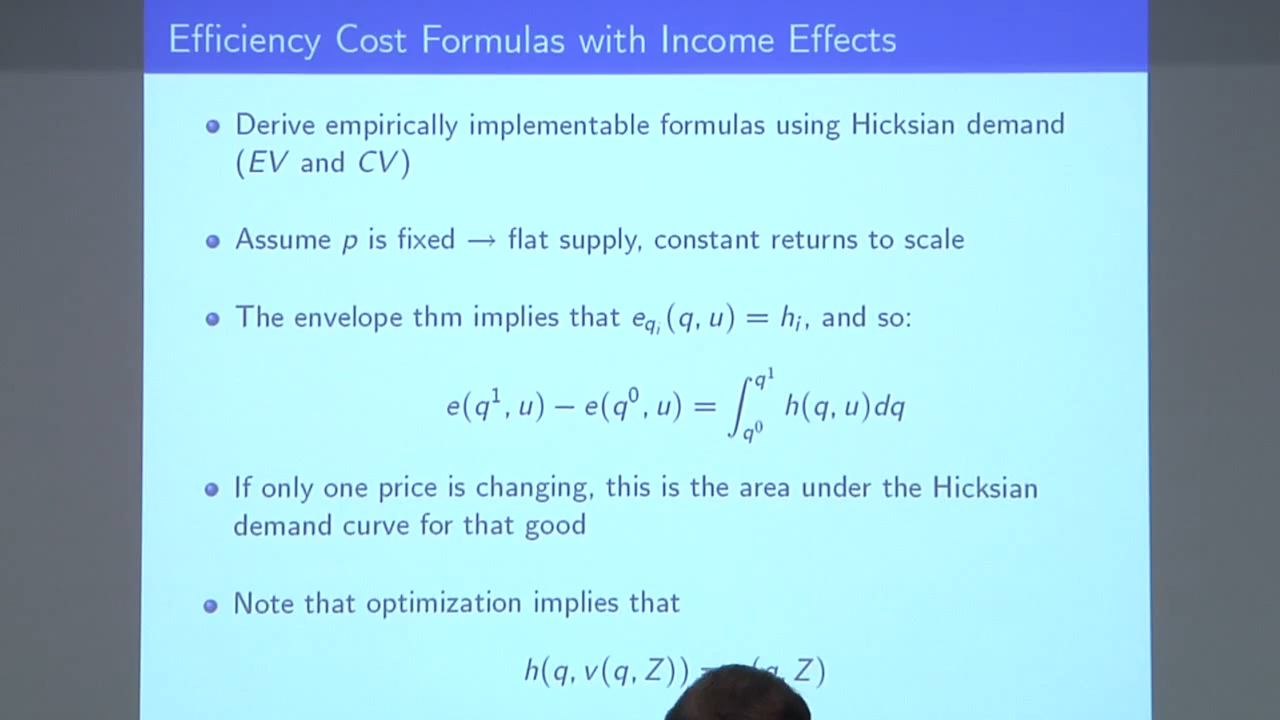 Efficiency Cost Formulas with Income Effects
Derive empirically implementable formulas using Hicksian demand
(EV and CV)
Assume p is fixed → flat supply, constant returns to scale
The envelope thm implies that e_{q_i}(q, u) = h_i, and so:
e(q^1, u) − e(q^0, u) = ∫_{q^0}^{q^1} h(q, u)dq
If only one price is changing, this is the area under the Hicksian
demand curve for that good
Note that optimization implies that
h(q, v(q, Z)) Z)